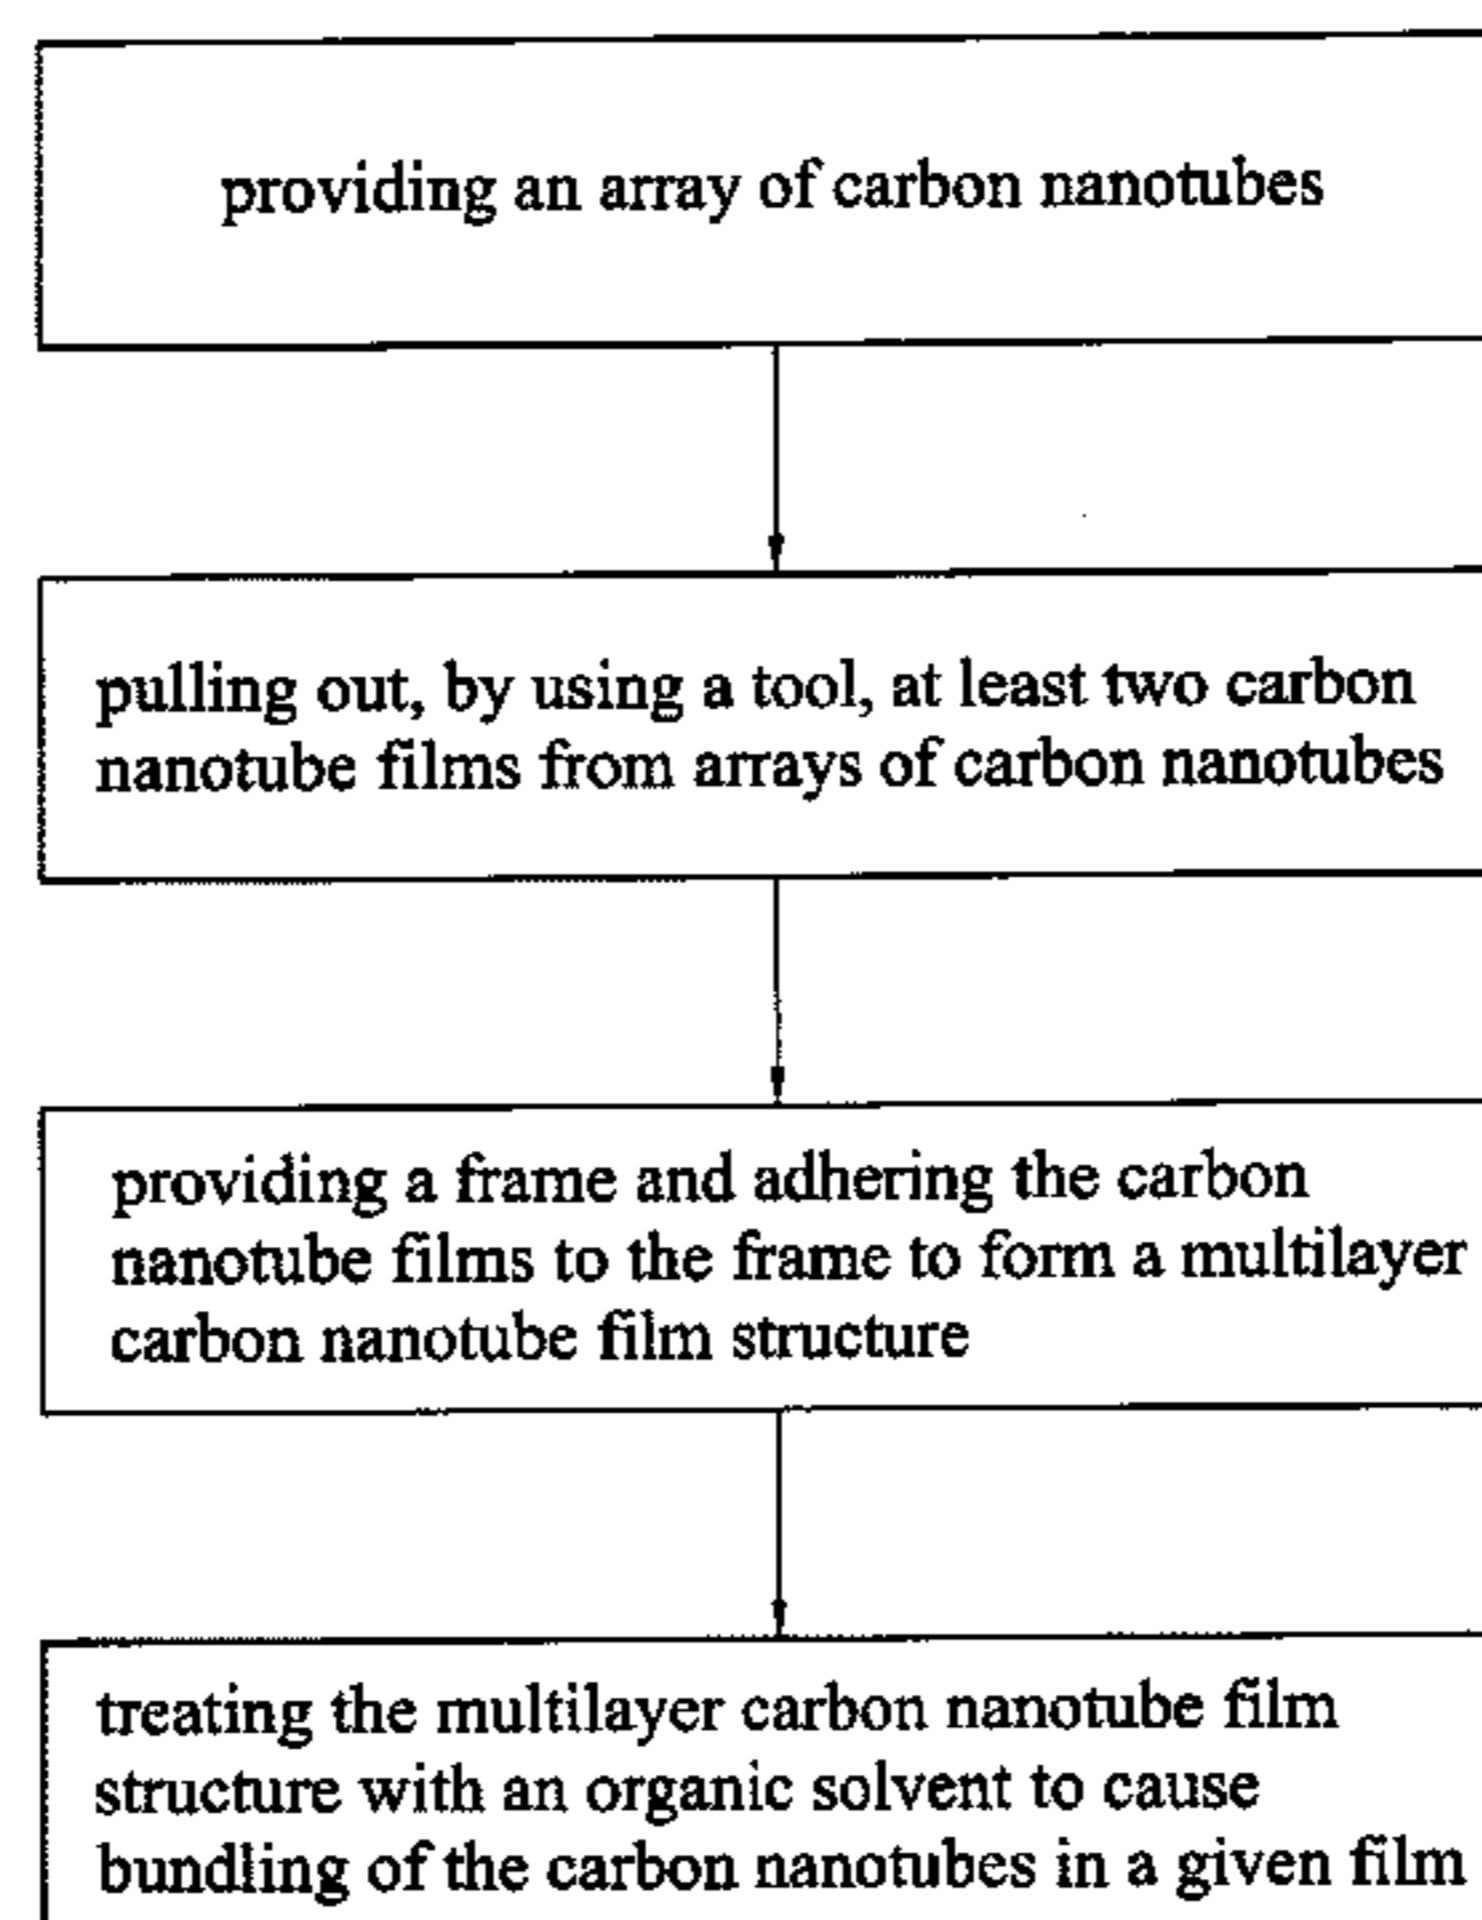 providing an array of carbon nanotubes
pulling out, by using a tool, at least two carbon
nanotube films from arrays of carbon nanotubes
providing a frame and adhering the carbon
nanotube films to the frame to form a multilayer
carbon nanotube film structure
treating the multilayer carbon nanotube film
structure with an organic solvent to cause
bundling of the carbon nanotubes in a given film